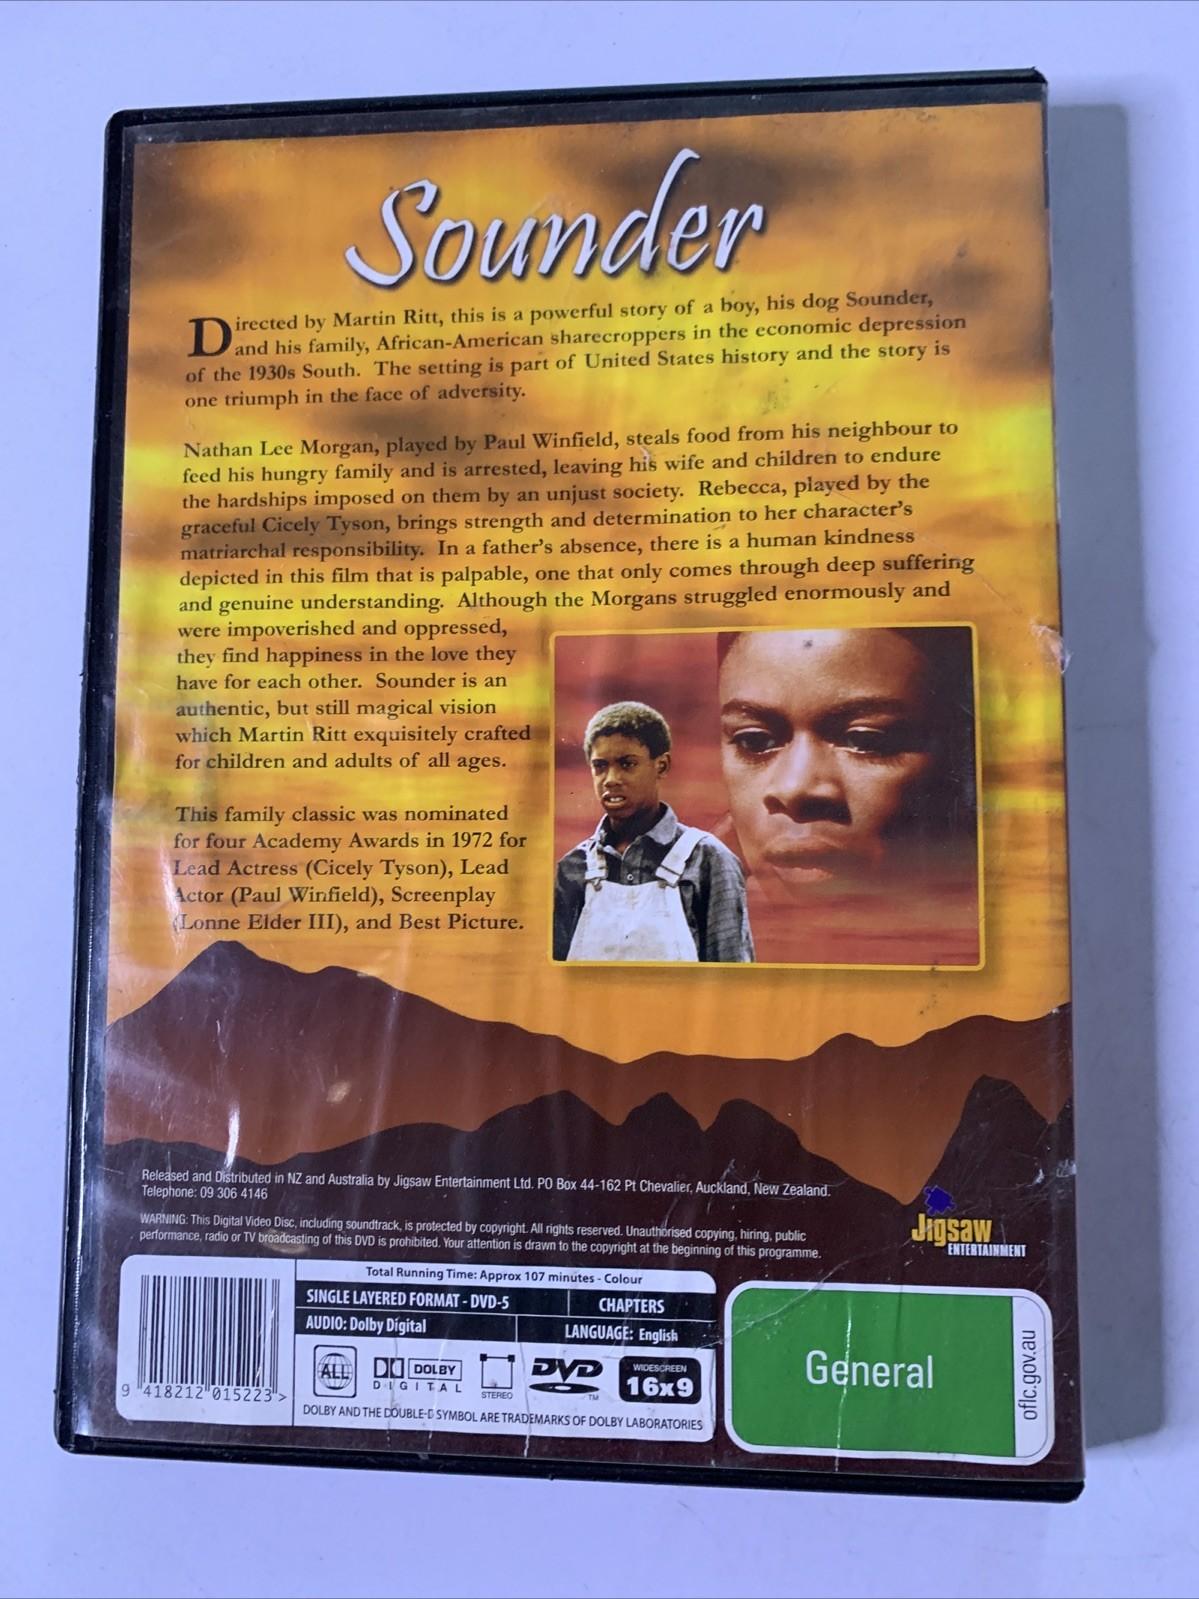 Sounder
Directed by Martin Ritt, this is a powerful story of a boy, his dog Sounder,
and his family, African-American sharecroppers in the economic depression
of the 1930s South. The setting is part of United States history and the story is
one triumph in the face of adversity.
Nathan Lee Morgan, played by Paul Winfield, steals food from his neighbour to
feed his hungry family and is arrested, leaving his wife and children to endure
the hardships imposed on them by an unjust society. Rebecca, played by the
graceful Cicely Tyson, brings strength and determination to her character's
matriarchal responsibility. In a father's absence, there is a human kindness
depicted in this film that is palpable, one that only comes through deep suffering
and genuine understanding. Although the Morgans struggled enormously and
were impoverished and oppressed,
they find happiness in the love they
have for each other. Sounder is an
authentic, but still magical vision
which Martin Ritt exquisitely crafted
for children and adults of all ages.
This family classic was nominated
for four Academy Awards in 1972 for
Lead Actress (Cicely Tyson), Lead
Actor (Paul Winfield), Screenplay
(Lonne Elder III), and Best Picture.
Released and Distributed in NZ and Australia by Jigsaw Entertainment Ltd. PO Box 44-162 Pt Chevalier, Auckland, New Zealand.
Telephone: 09 306 4146
WARNING: This Digital Video Disc, including soundtrack, is protected by copyright. All rights reserved. Unauthorised copying, hiring, public
performance, radio or TV broadcasting of this DVD is prohibited. Your attention is drawn to the copyright at the beginning of this programme.
Jigsaw
ENTERTAINMENT
Total Running Time: Approx 107 minutes - Colour
SINGLE LAYERED FORMAT - DVD-5 CHAPTERS
AUDIO: Dolby Digital LANGUAGE: English
ALL DOLBY DIGITAL STEREO DVD TM WIDESCREEN 16x9
DOLBY AND THE DOUBLE-D SYMBOL ARE TRADEMARKS OF DOLBY LABORATORIES
9 418212 015223 >
General
oflc.gov.au